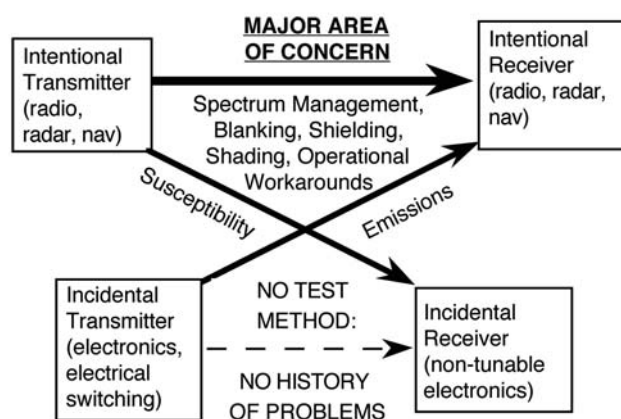 MAJOR AREA
OF CONCERN
Intentional
Transmitter
(radio,
radar, nav)
Intentional
Receiver
(radio, radar,
nav)
Spectrum Management,
Blanking, Shielding,
Shading, Operational
Workarounds
Susceptibility
Emissions
Incidental
Transmitter
(electronics,
electrical
switching)
NO TEST
METHOD:
NO HISTORY
OF PROBLEMS
Incidental
Receiver
(non-tunable
electronics)